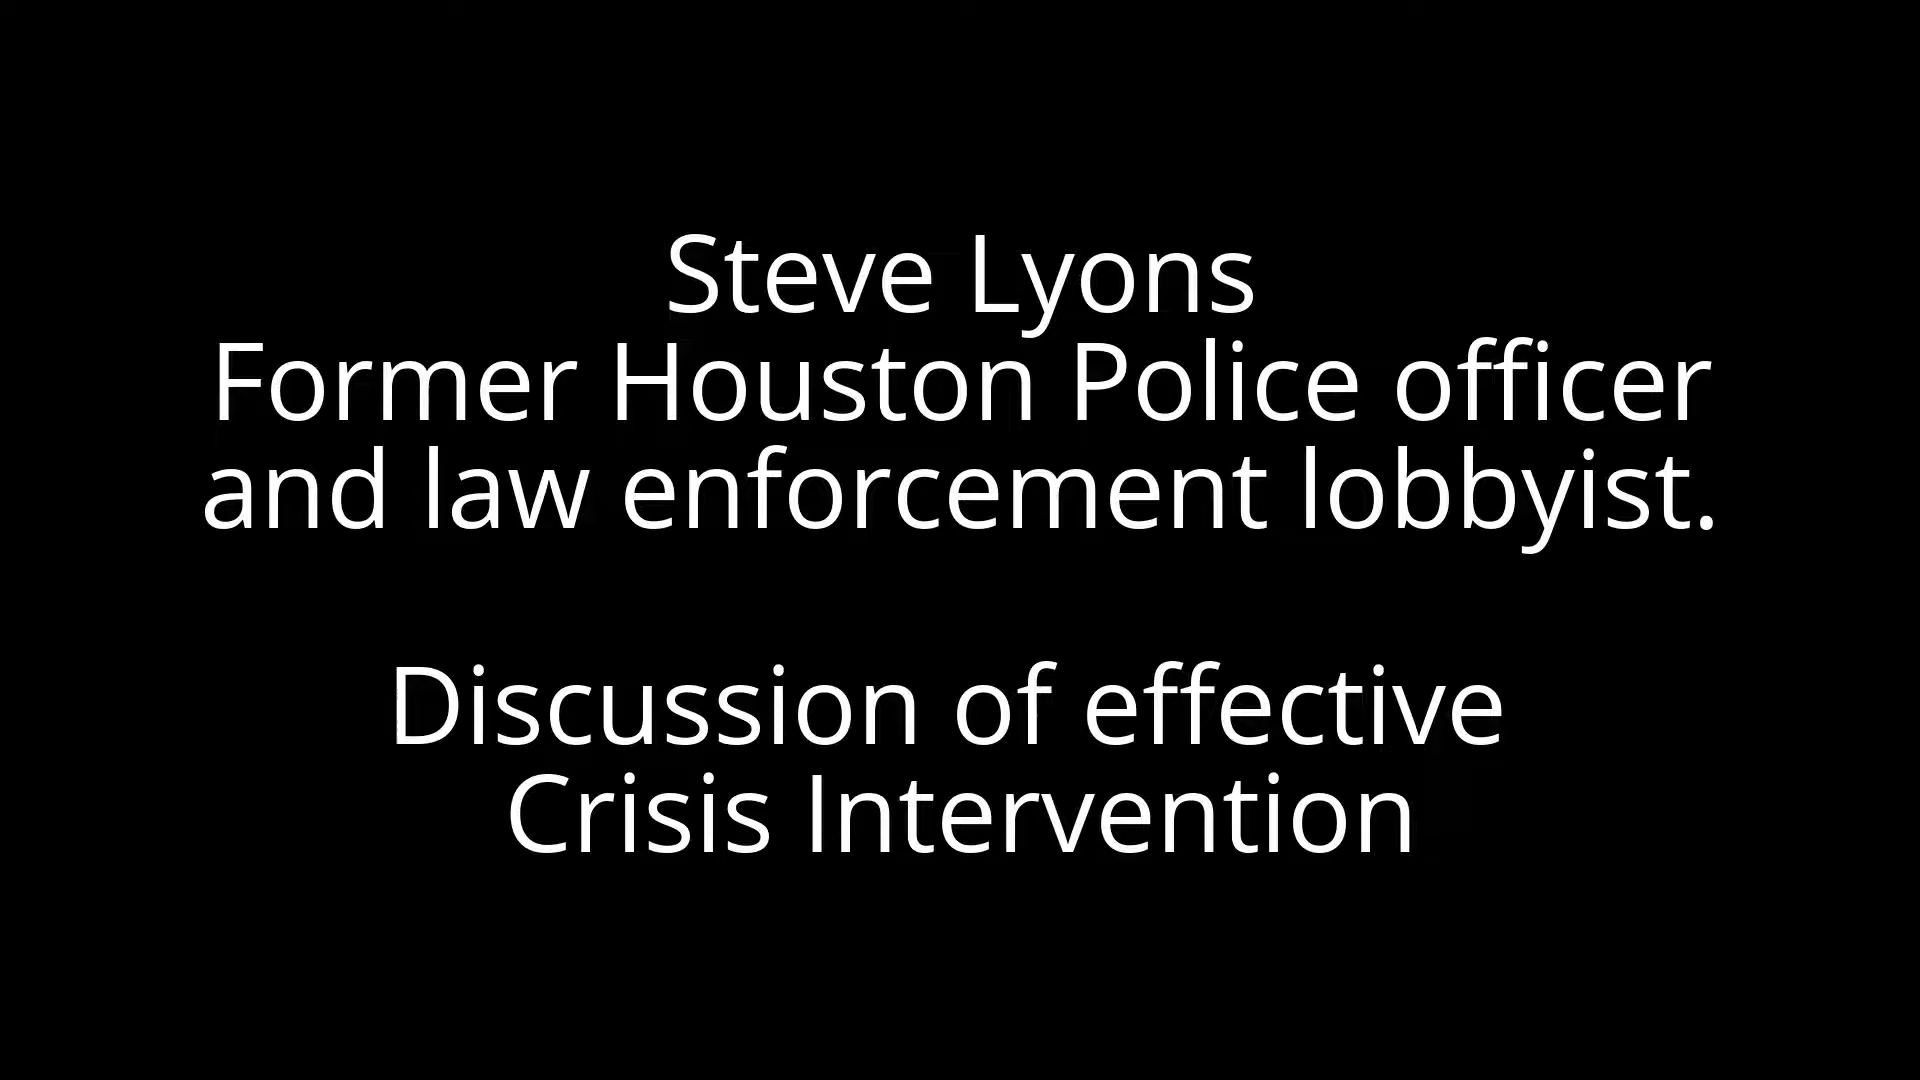 Steve Lyons
Former Houston Police officer
and law enforcement lobbyist.
Discussion of effective
Crisis Intervention